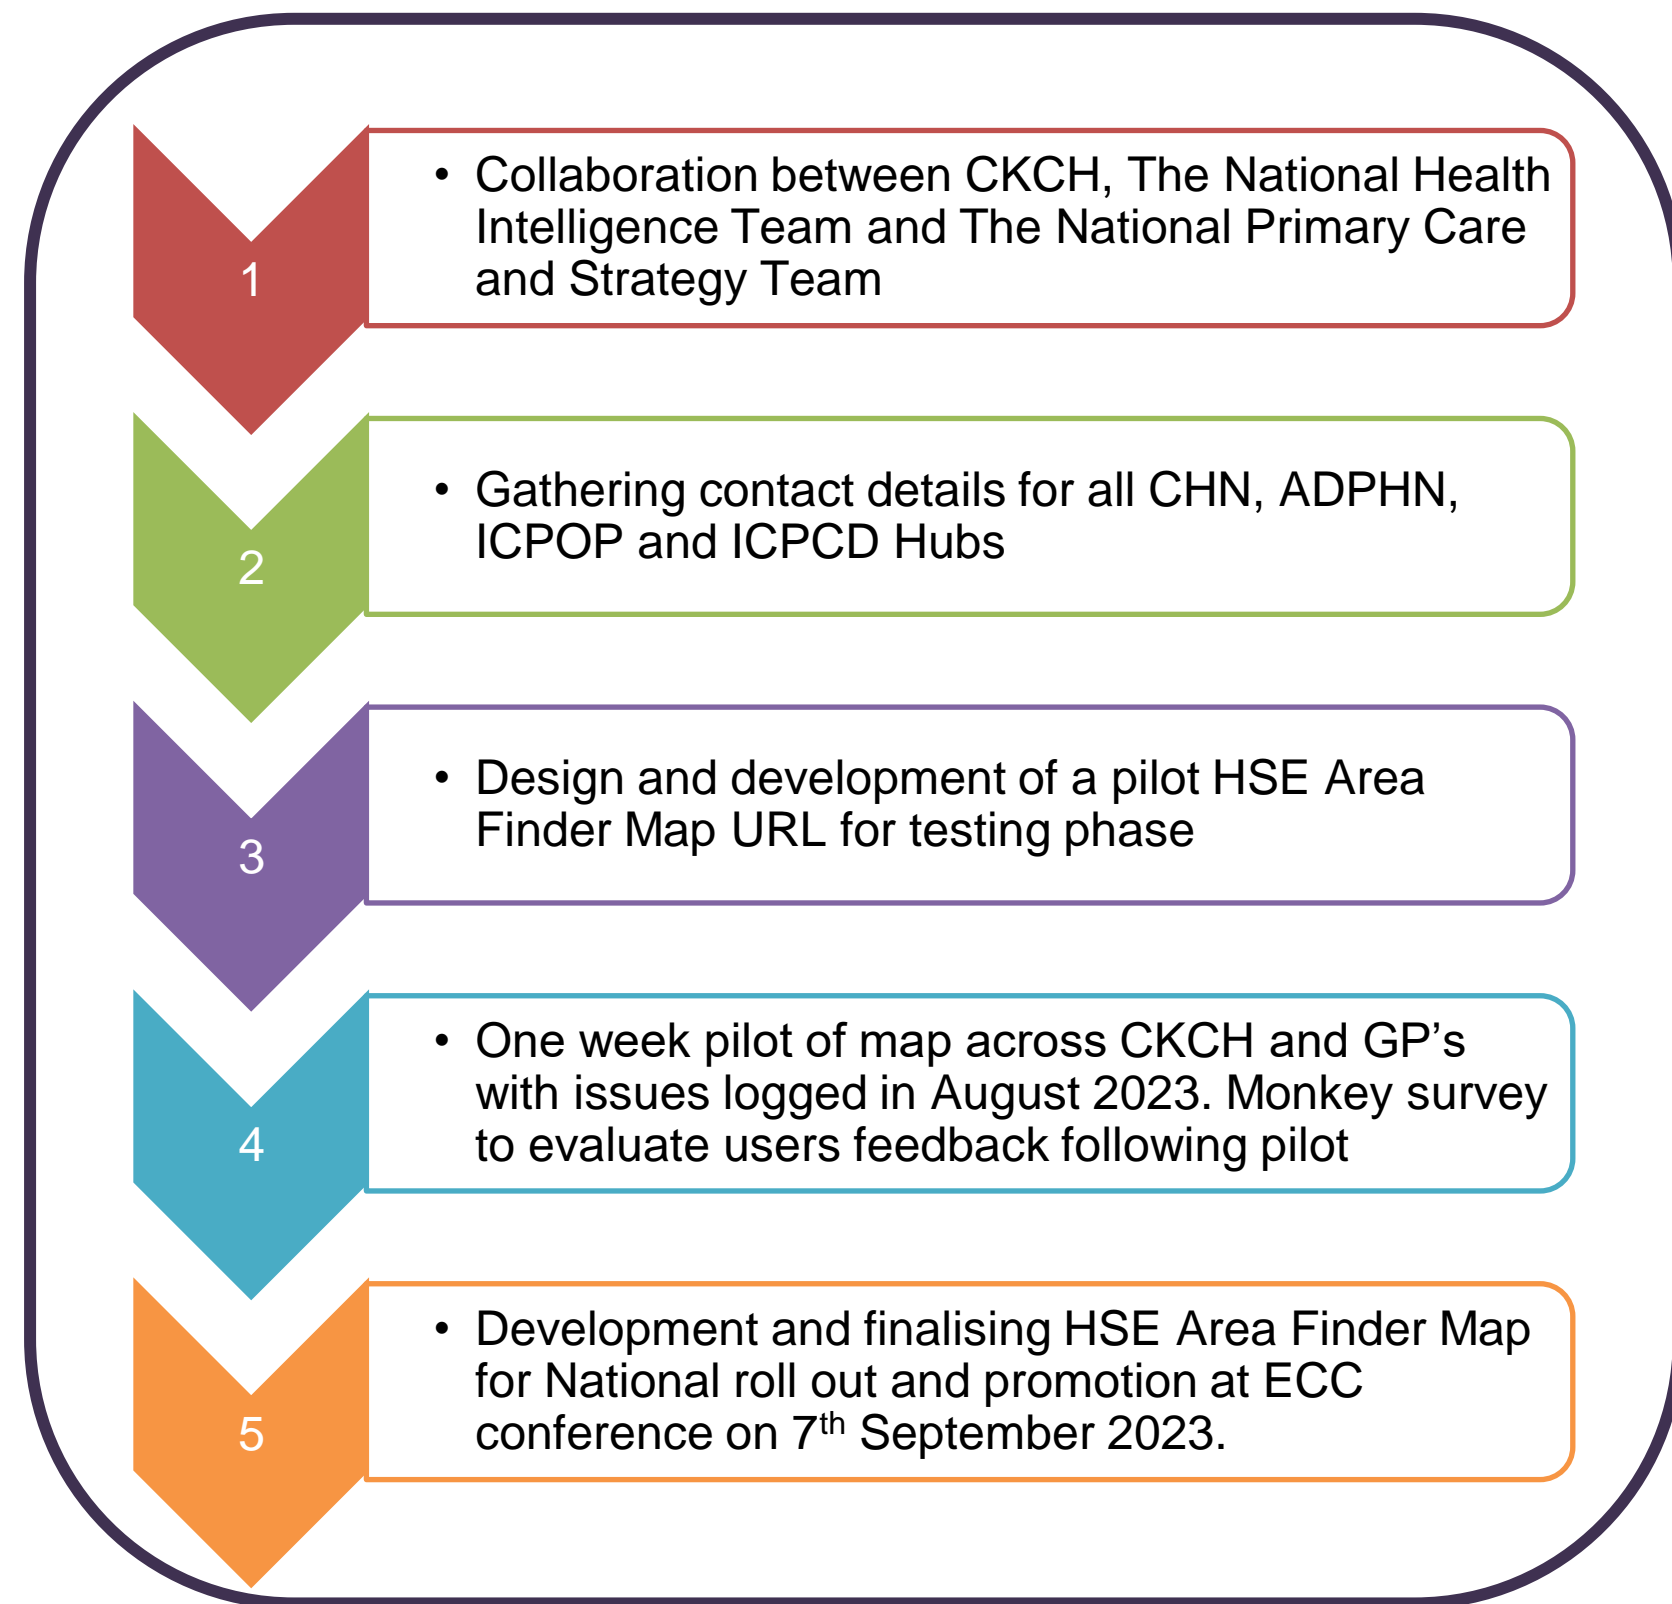 1
• Collaboration between CKCH, The National Health
Intelligence Team and The National Primary Care
and Strategy Team
2
• Gathering contact details for all CHN, ADPHN,
ICPOP and ICPCD Hubs
3
• Design and development of a pilot HSE Area
Finder Map URL for testing phase
4
• One week pilot of map across CKCH and GP’s
with issues logged in August 2023. Monkey survey
to evaluate users feedback following pilot
5
• Development and finalising HSE Area Finder Map
for National roll out and promotion at ECC
conference on 7th September 2023.